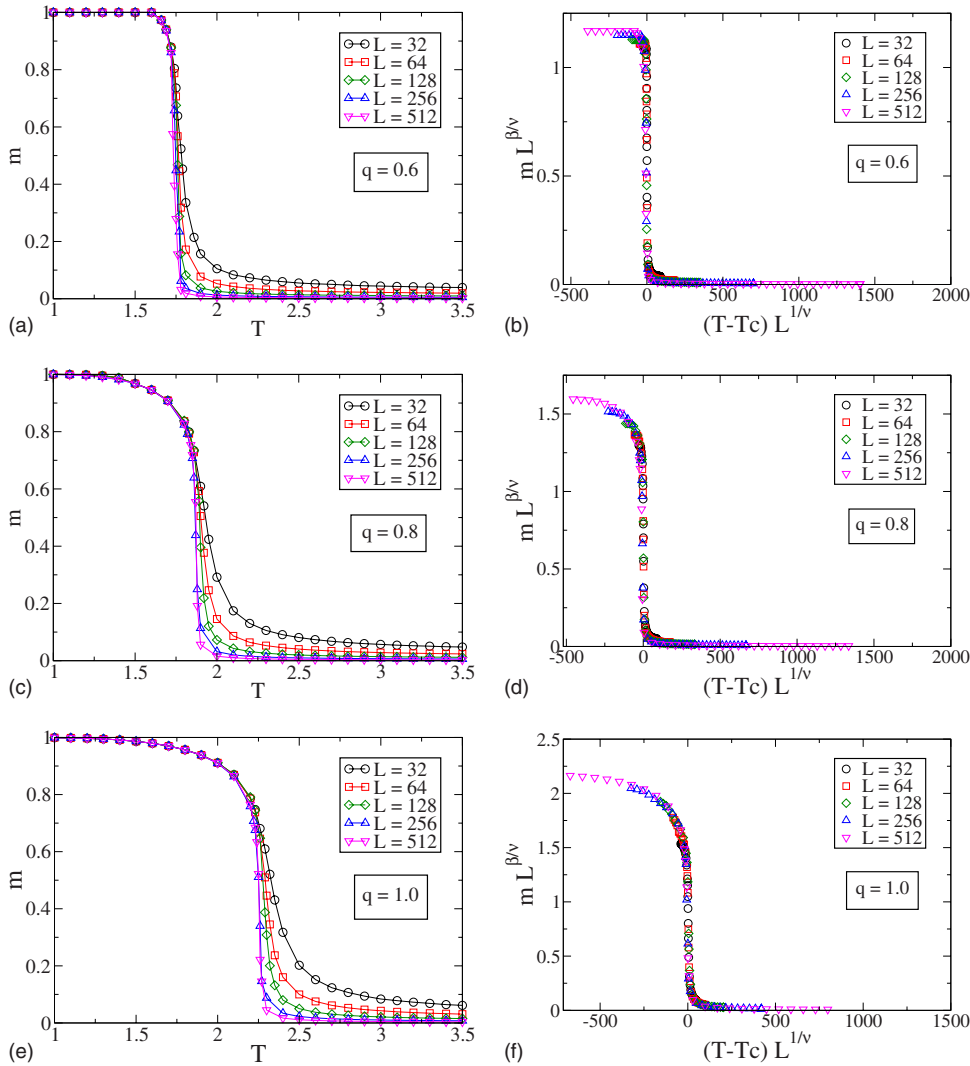 1
0.8
0.6
0.4
0.2
0
m
1
1.5
2
2.5
3
3.5
T
L = 32
L = 64
L = 128
L = 256
L = 512
q = 0.6
(a)
1
0.5
0
m L^{β/ν}
-500
0
500
1000
1500
2000
(T-Tc) L^{1/ν}
L = 32
L = 64
L = 128
L = 256
L = 512
q = 0.6
(b)
1
0.8
0.6
0.4
0.2
0
m
1
1.5
2
2.5
3
3.5
T
L = 32
L = 64
L = 128
L = 256
L = 512
q = 0.8
(c)
1.5
1
0.5
0
m L^{β/ν}
-500
0
500
1000
1500
2000
(T-Tc) L^{1/ν}
L = 32
L = 64
L = 128
L = 256
L = 512
q = 0.8
(d)
1
0.8
0.6
0.4
0.2
0
m
1
1.5
2
2.5
3
3.5
T
L = 32
L = 64
L = 128
L = 256
L = 512
q = 1.0
(e)
2.5
2
1.5
1
0.5
0
m L^{β/ν}
-500
0
500
1000
1500
(T-Tc) L^{1/ν}
L = 32
L = 64
L = 128
L = 256
L = 512
q = 1.0
(f)